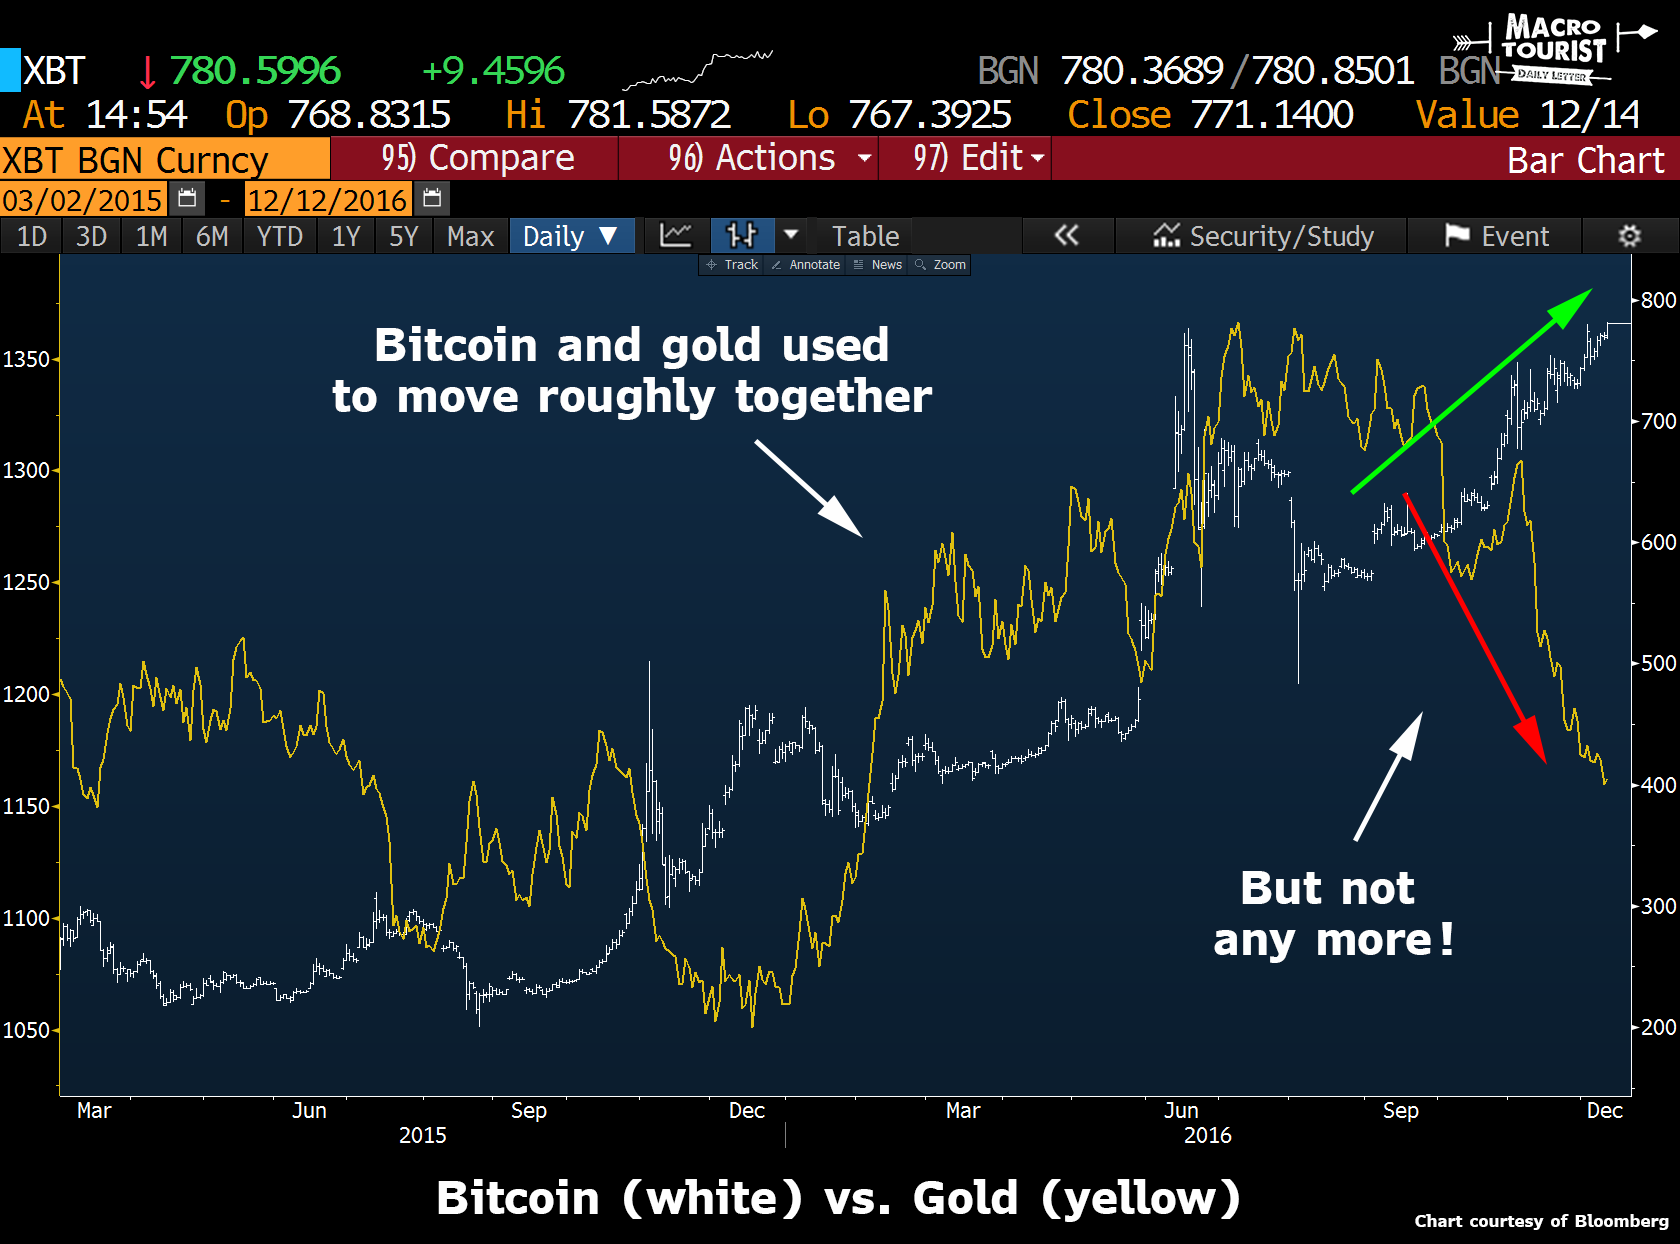 MACRO
TOURIST
DAILY LETTER
XBT ↓ 780.5996 +9.4596 BGN 780.3689/780.8501 BGN
At 14:54 Op 768.8315 Hi 781.5872 Lo 767.3925 Close 771.1400 Value 12/14
XBT BGN Curncy 95) Compare 96) Actions 97) Edit Bar Chart
03/02/2015 - 12/12/2016
1D 3D 1M 6M YTD 1Y 5Y Max Daily ▼ Table « Security/Study Event
Track Annotate News Zoom
Bitcoin and gold used
to move roughly together
But not
any more!
1350
1300
1250
1200
1150
1100
1050
800
700
600
500
400
300
200
Mar Jun Sep Dec Mar Jun Sep Dec
2015 2016
Bitcoin (white) vs. Gold (yellow)
Chart courtesy of Bloomberg